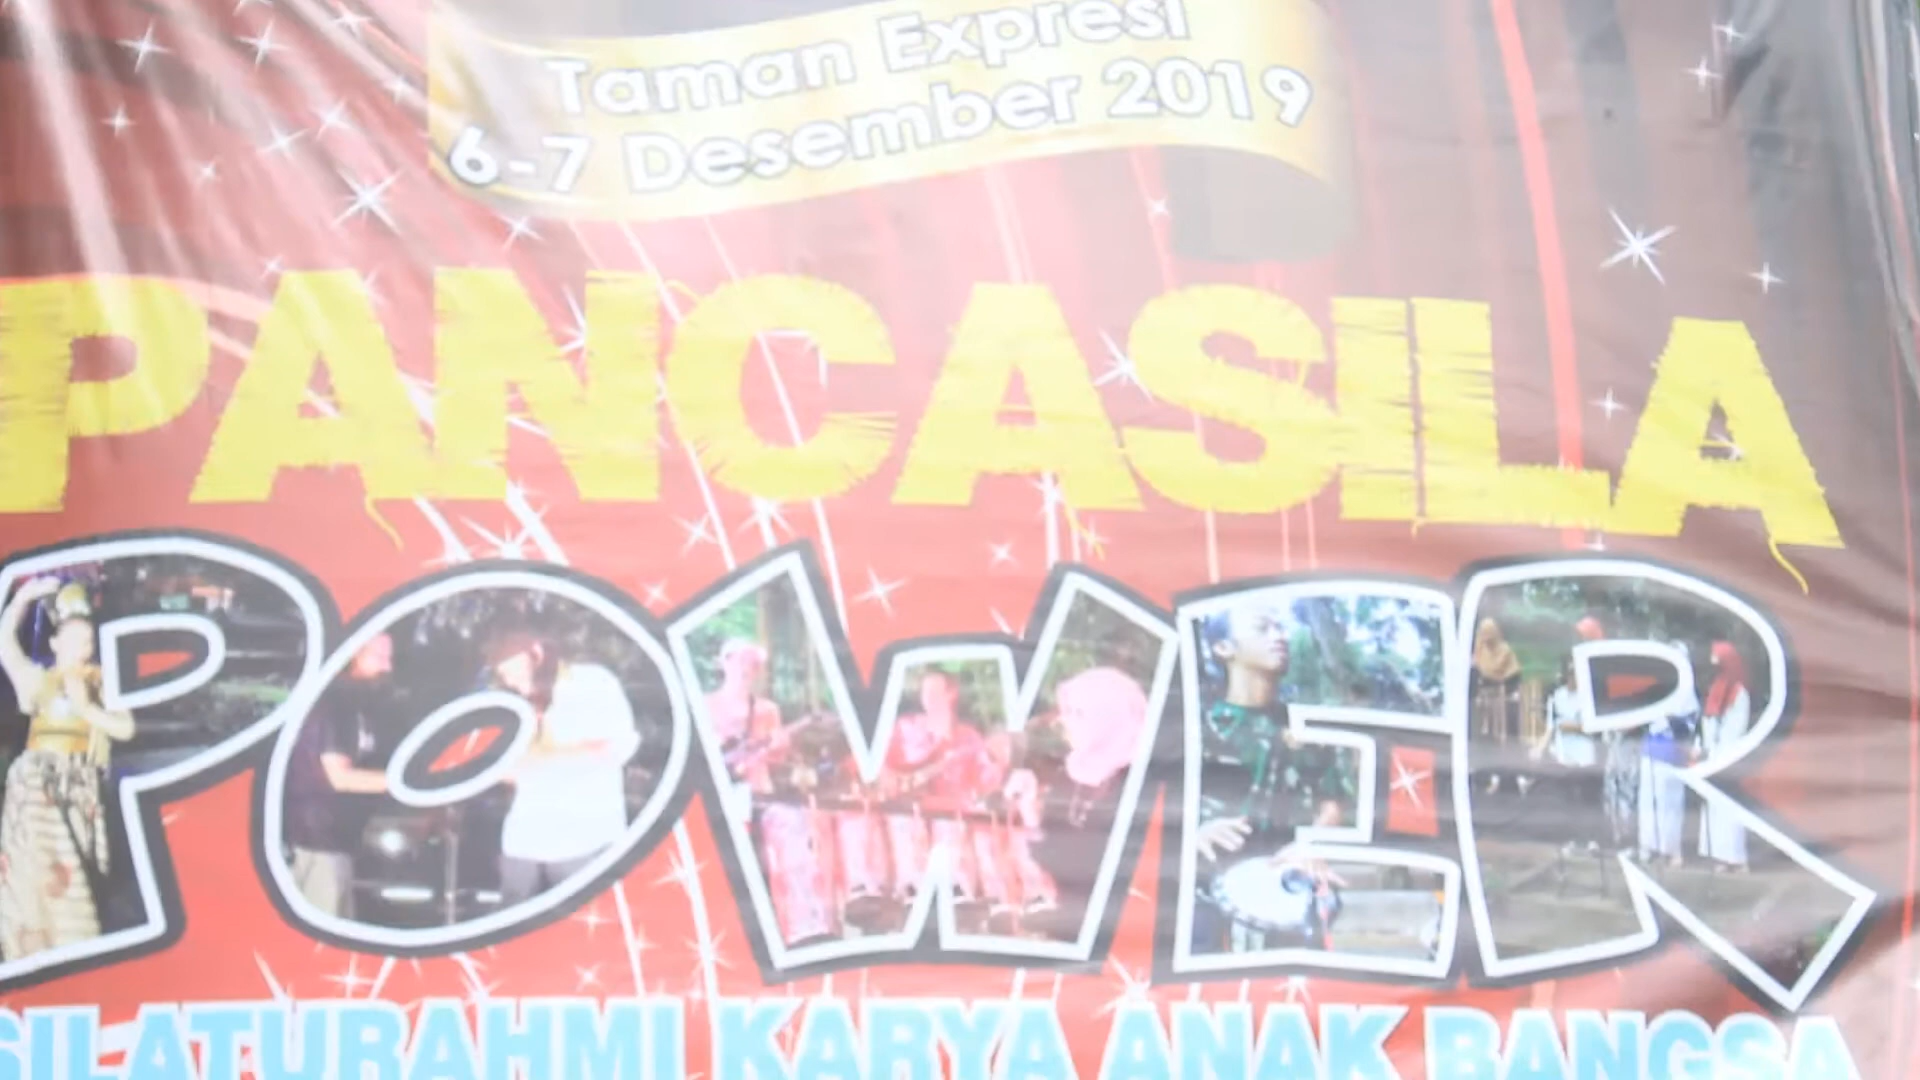 Taman Expresi
6-7 Desember 2019
PANCASILA
POWER
SILATURAHMI KARYA ANAK BANGSA